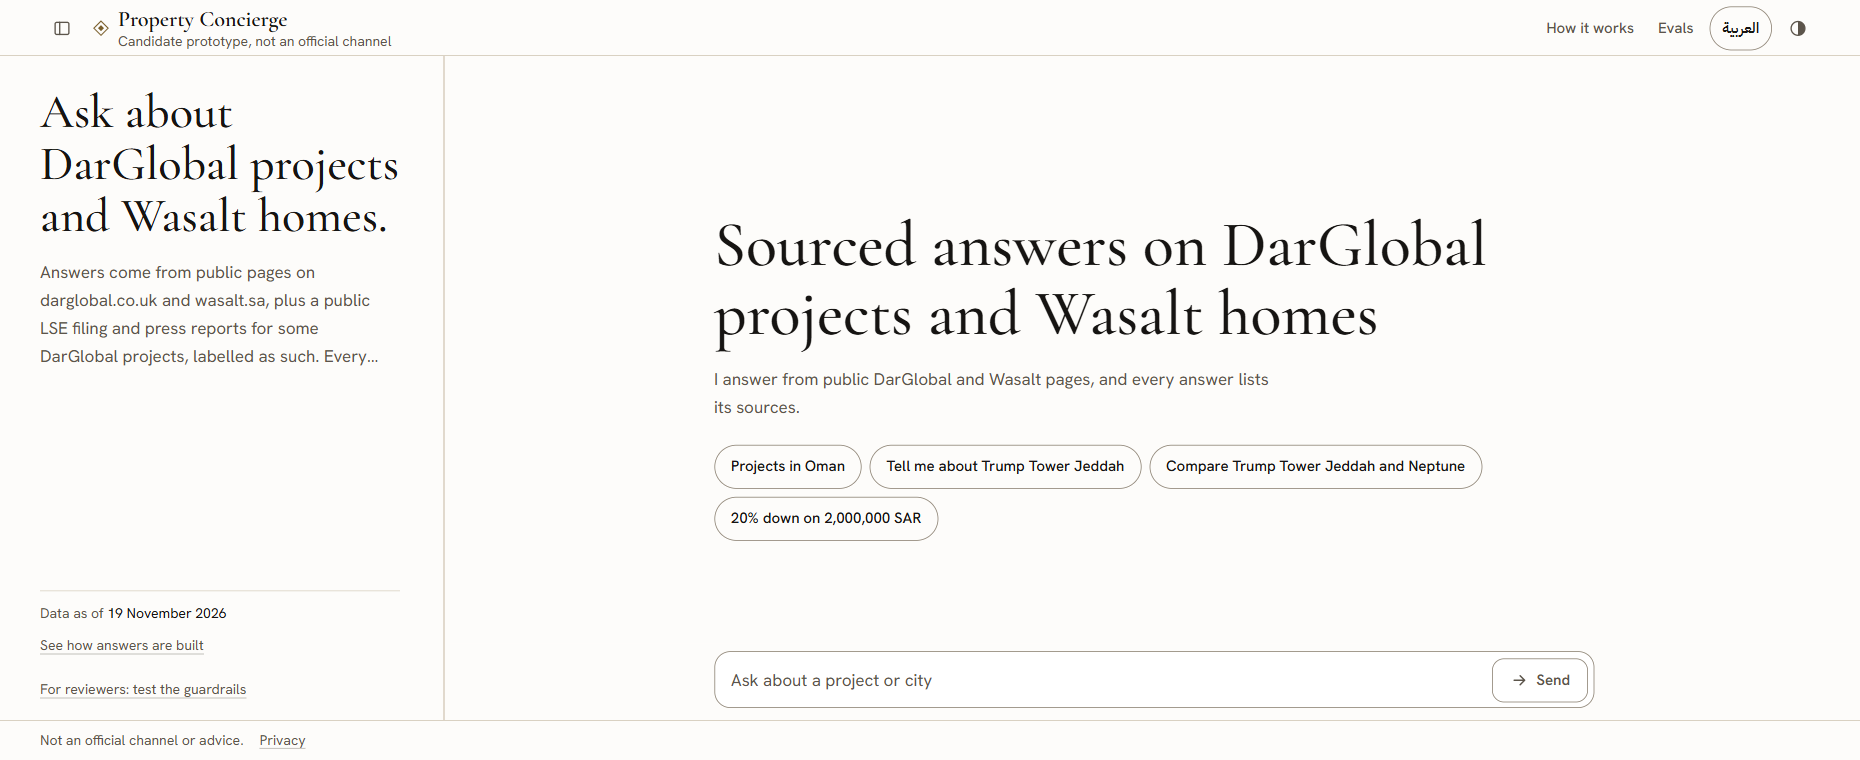 Property Concierge
Candidate prototype, not an official channel
How it works
Evals
العربية
Ask about
DarGlobal projects
and Wasalt homes.
Answers come from public pages on
darglobal.co.uk and wasalt.sa, plus a public
LSE filing and press reports for some
DarGlobal projects, labelled as such. Every…
Data as of 19 November 2026
See how answers are built
For reviewers: test the guardrails
Sourced answers on DarGlobal
projects and Wasalt homes
I answer from public DarGlobal and Wasalt pages, and every answer lists
its sources.
Projects in Oman
Tell me about Trump Tower Jeddah
Compare Trump Tower Jeddah and Neptune
20% down on 2,000,000 SAR
Ask about a project or city
Send
Not an official channel or advice.
Privacy